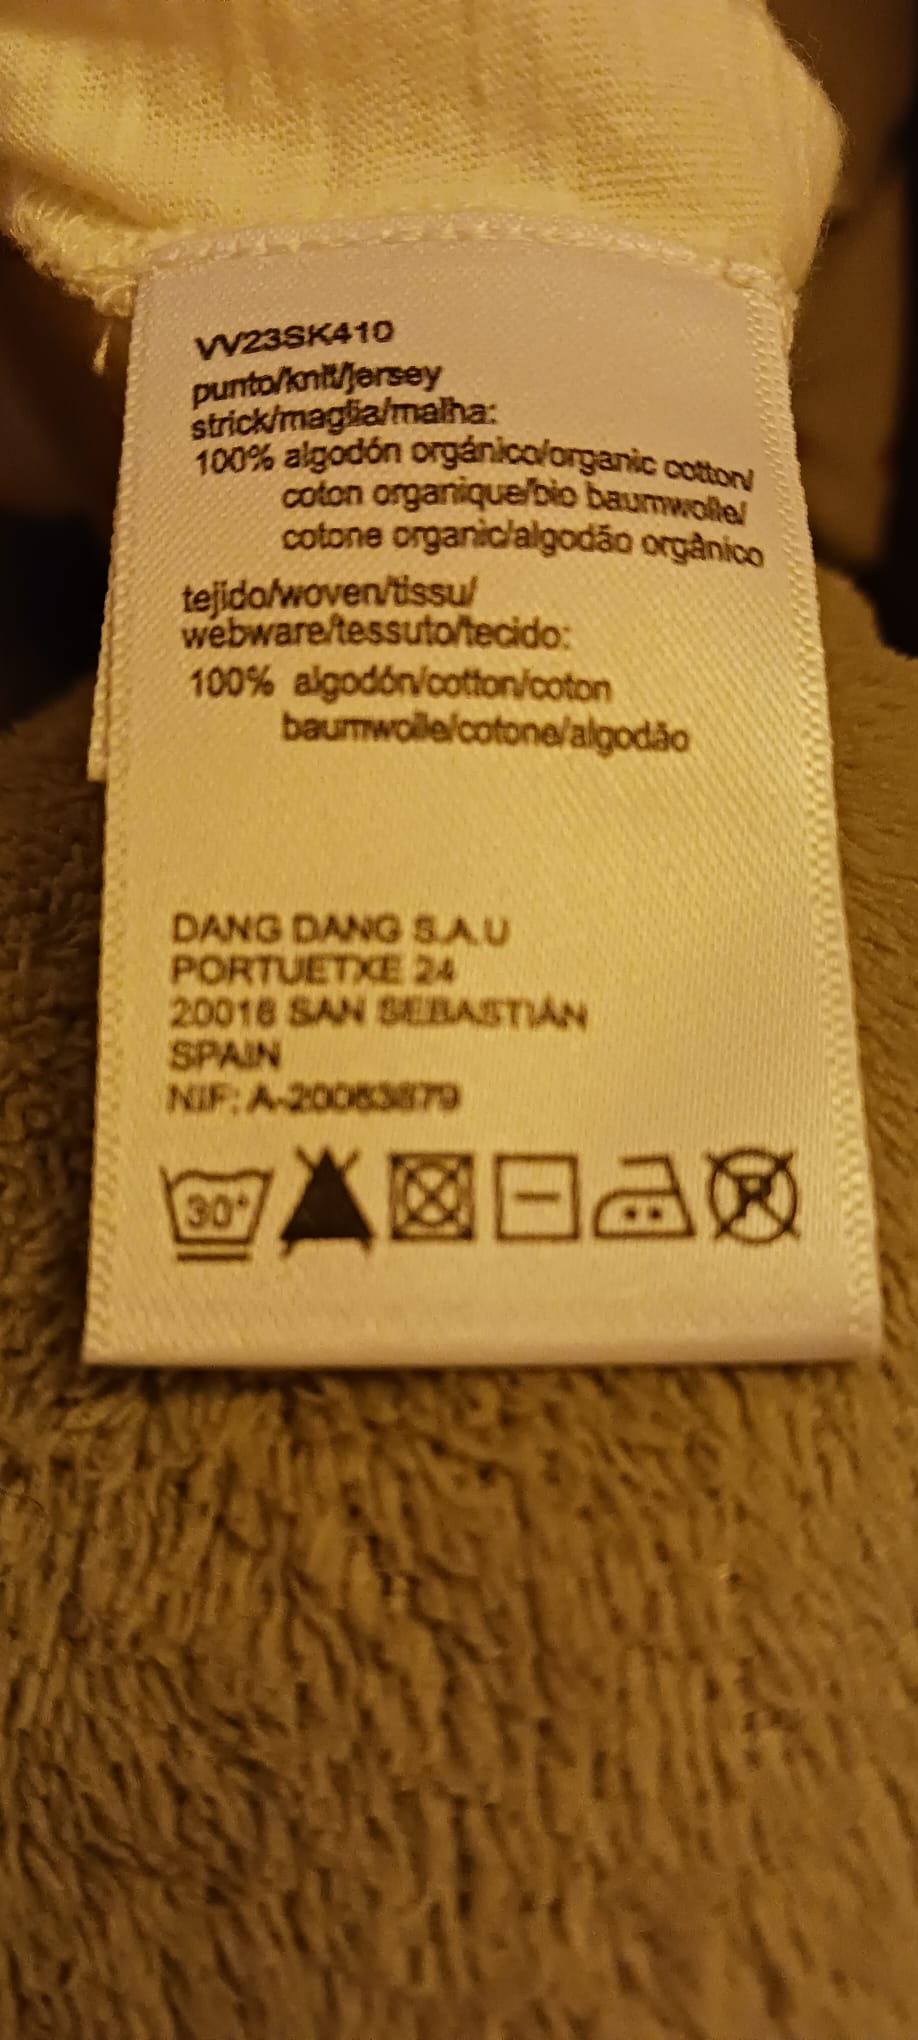 VV23SK410
punto/knit/jersey
strick/maglia/malha:
100% algodón orgánico/organic cotton/
coton organique/bio baumwolle/
cotone organic/algodão orgânico
tejido/woven/tissu/
webware/tessuto/tecido:
100% algodón/cotton/coton
baumwolle/cotone/algodão
DANG DANG S.A.U
PORTUETXE 24
20018 SAN SEBASTIÁN
SPAIN
NIF:
30°